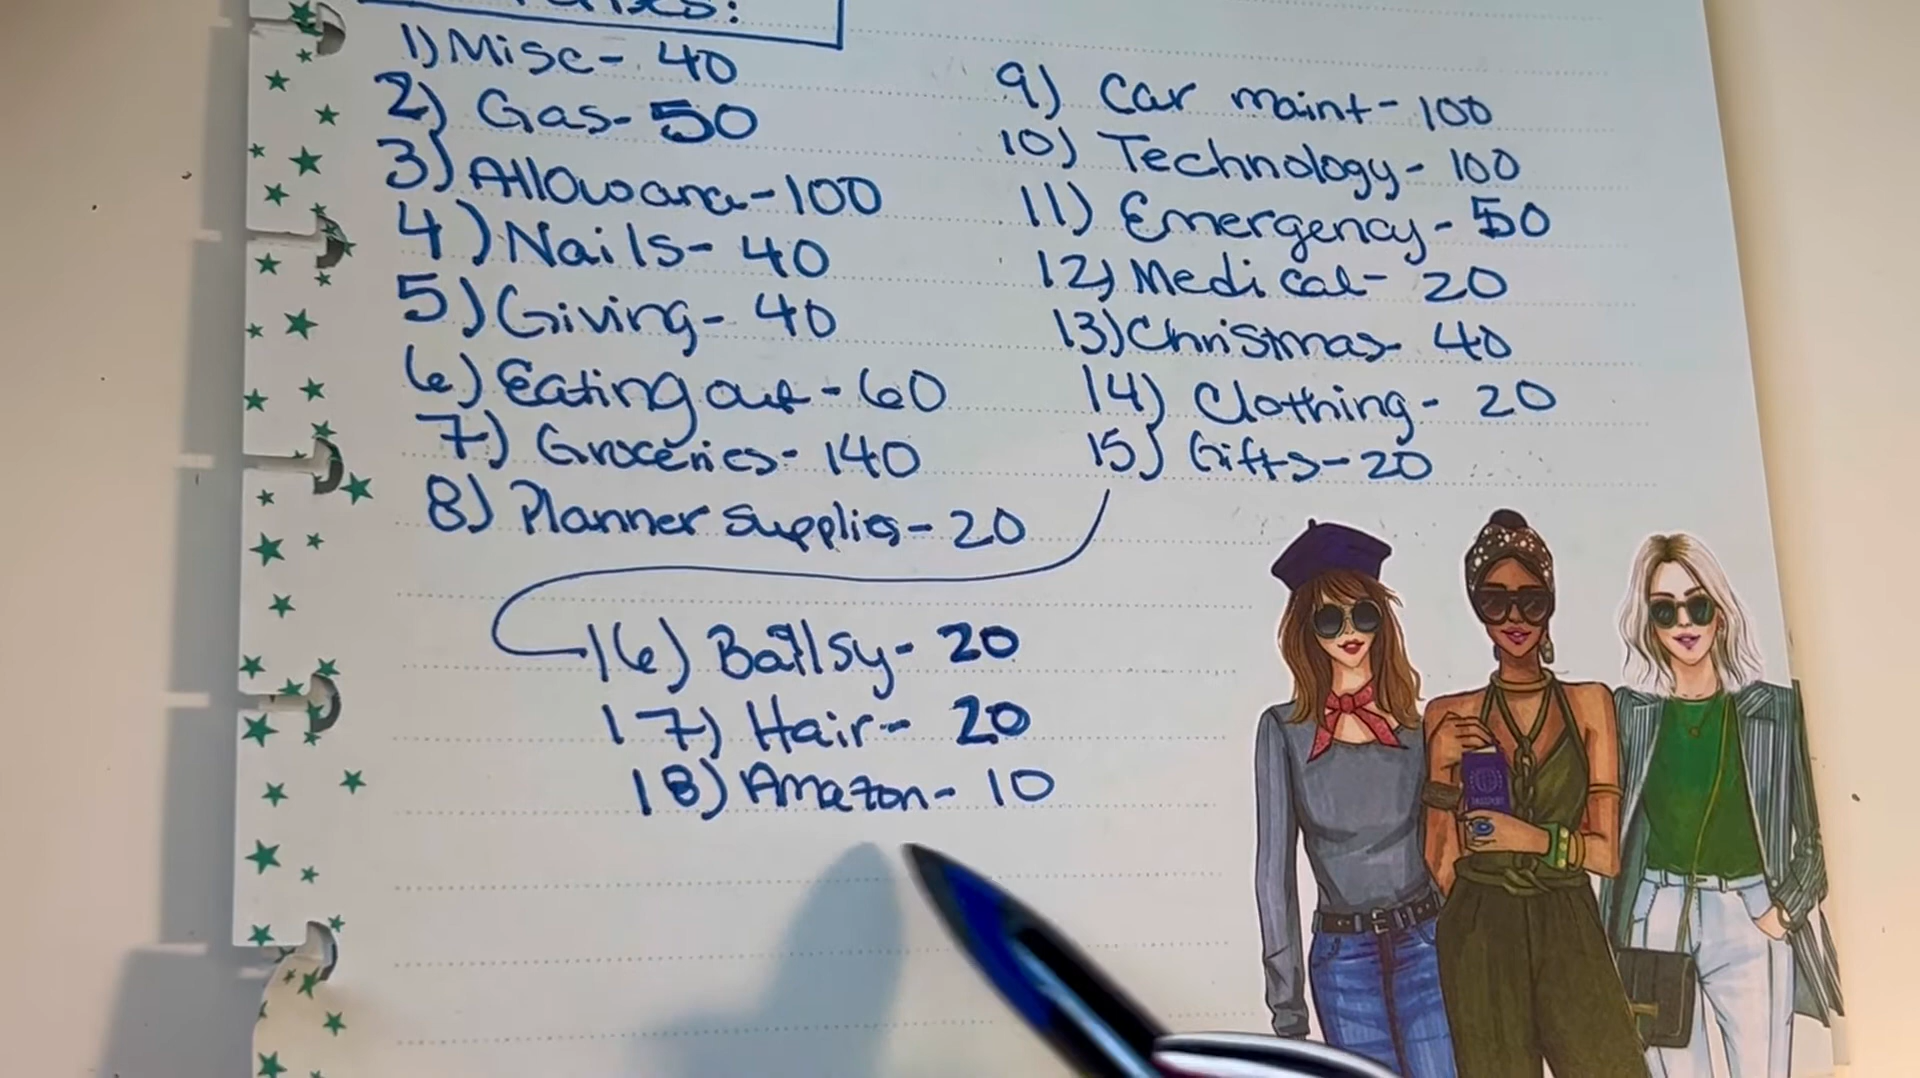 1) Misc - 40
2) Gas - 50
3) Allowance - 100
4) Nails - 40
5) Giving - 40
6) Eating out - 60
7) Groceries - 140
8) Planner Supplies - 20
9) Car maint - 100
10) Technology - 100
11) Emergency - 50
12) Medical - 20
13) Christmas - 40
14) Clothing - 20
15) Gifts - 20
16) - 20
17) Hair - 20
18) Amazon - 10